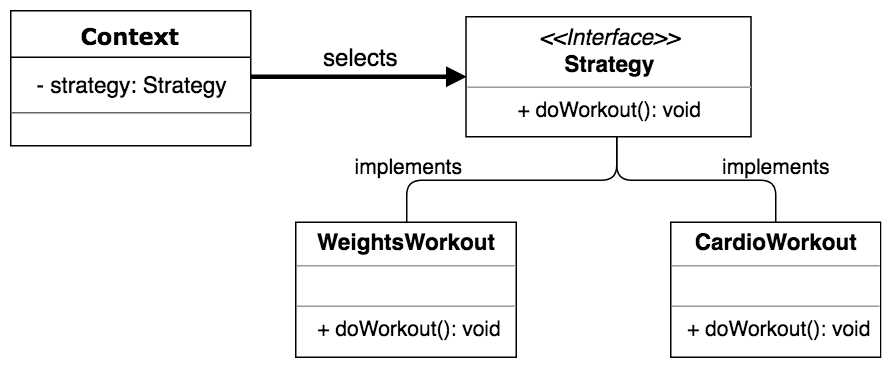 Context
- strategy: Strategy
selects
<<Interface>>
Strategy
+ doWorkout(): void
implements
implements
WeightsWorkout
+ doWorkout(): void
CardioWorkout
+ doWorkout(): void